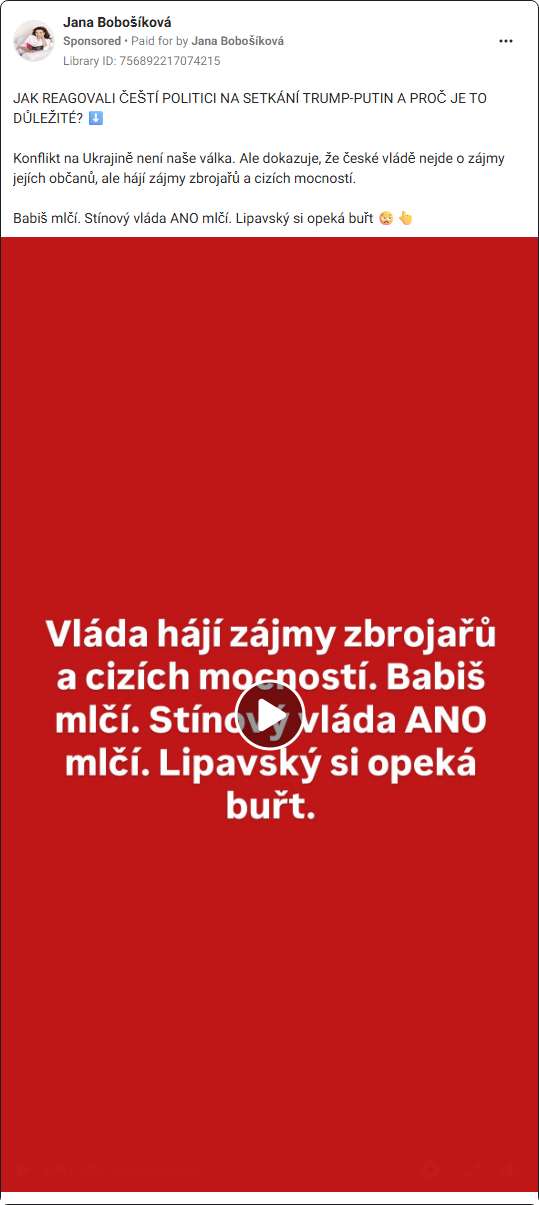 Jana Bobošíková
Sponsored • Paid for by Jana Bobošíková
Library ID: 756892217074215
JAK REAGOVALI ČEŠTÍ POLITICI NA SETKÁNÍ TRUMP-PUTIN A PROČ JE TO
DŮLEŽITÉ? ⬇️
Konflikt na Ukrajině není naše válka. Ale dokazuje, že české vládě nejde o zájmy
jejích občanů, ale hájí zájmy zbrojařů a cizích mocností.
Babiš mlčí. Stínový vláda ANO mlčí. Lipavský si opeká buřt 🤕 👆
Vláda hájí zájmy zbrojařů
a cizích mocností. Babiš
mlčí. Stínový vláda ANO
mlčí. Lipavský si opeká
buřt.